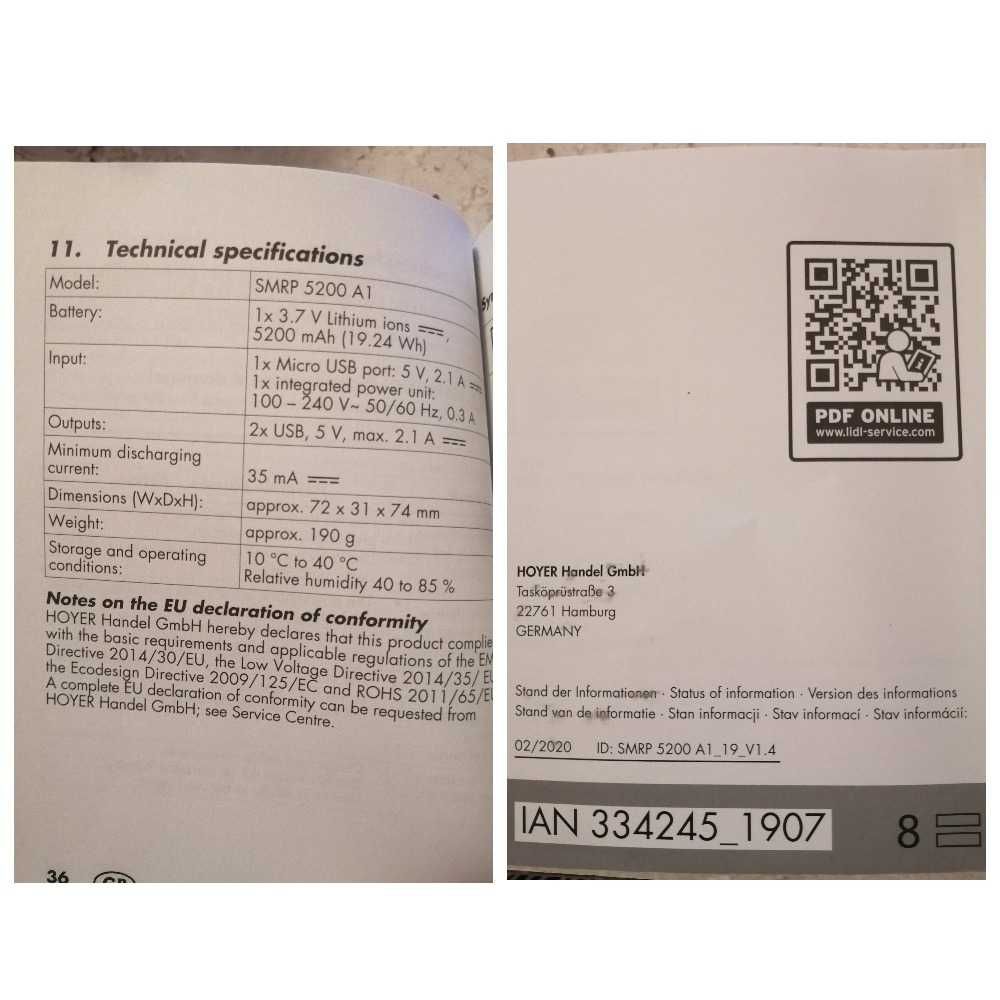 11. Technical specifications
Model: SMRP 5200 A1
Battery: 1x 3.7 V Lithium ions ⎓,
5200 mAh (19.24 Wh)
Input: 1x Micro USB port: 5 V, 2.1 A ⎓
1x integrated power unit:
100 – 240 V~ 50/60 Hz, 0.3 A
Outputs: 2x USB, 5 V, max. 2.1 A ⎓
Minimum discharging
current: 35 mA ⎓
Dimensions (WxDxH): approx. 72 x 31 x 74 mm
Weight: approx. 190 g
Storage and operating 10 °C to 40 °C
conditions: Relative humidity 40 to 85 %
Notes on the EU declaration of conformity
HOYER Handel GmbH hereby declares that this product complie
with the basic requirements and applicable regulations of the EM
Directive 2014/30/EU, the Low Voltage Directive 2014/35/ EU
the Ecodesign Directive 2009/125/EC and ROHS 2011/65/EU
A complete EU declaration of conformity can be requested from
HOYER Handel GmbH; see Service Centre.
36 GB
PDF ONLINE
www.lidl-service.com
HOYER Handel GmbH
Tasköprüstraße 3
22761 Hamburg
GERMANY
Stand der Informationen · Status of information · Version des informations
Stand van de informatie · Stan informacji · Stav informací · Stav informácií:
02/2020 ID: SMRP 5200 A1_19_V1.4
IAN 334245_1907
8